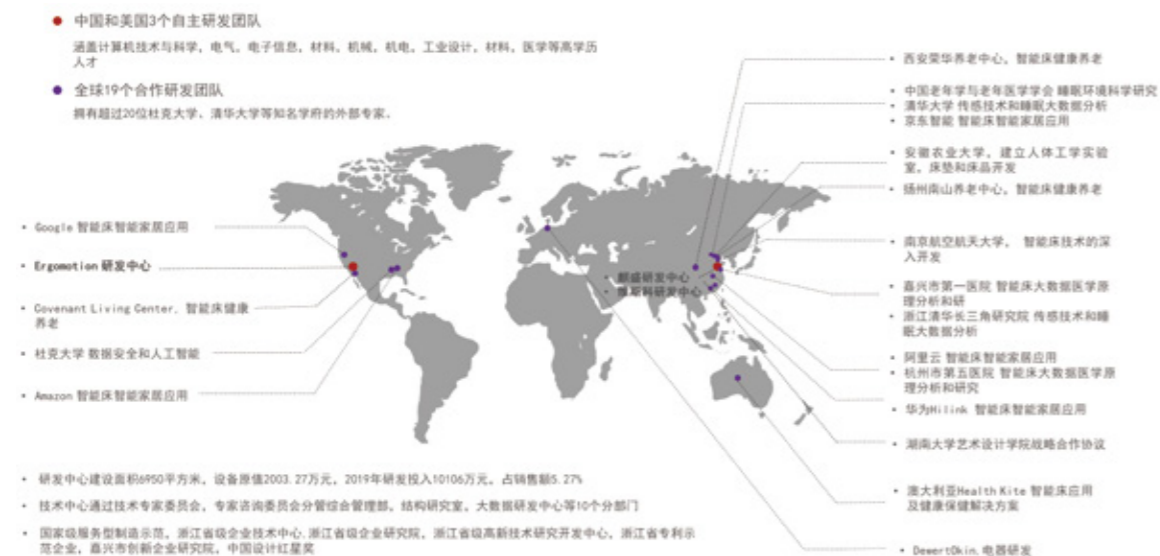 中国和美国3个自主研发团队
涵盖计算机技术与科学，电气，电子信息，材料，机械，机电，工业设计，材料，医学等高学历
人才
全球19个合作研发团队
拥有超过20位杜克大学、清华大学等知名学府的外部专家。
Google 智能床智能家居应用
Ergomotion 研发中心
Covenant Living Center，智能床健康
养老
杜克大学 数据安全和人工智能
Amazon 智能床智能家居应用
麒盛研发中心
维斯科研发中心
西安荣华养老中心，智能床健康养老
中国老年学与老年医学学会 睡眠环境科学研究
清华大学 传感技术和睡眠大数据分析
京东智能 智能床智能家居应用
安徽农业大学，建立人体工学实验
室，床垫和床品开发
扬州南山养老中心，智能床健康养老
南京航空航天大学， 智能床技术的深
入开发
嘉兴市第一医院 智能床大数据医学原
理分析和研
浙江清华长三角研究院 传感技术和睡
眠大数据分析
阿里云 智能床智能家居应用
杭州市第五医院 智能床大数据医学原
理分析和研究
华为Hilink 智能床智能家居应用
湖南大学艺术设计学院战略合作协议
澳大利亚Health Kite 智能床应用
及健康保健解决方案
DewertOkin，电器研发
研发中心建设面积6950平方米，设备原值2003.27万元，2019年研发投入10106万元，占销售额5.27%
技术中心通过技术专家委员会，专家咨询委员会分管综合管理部，结构研究室，大数据研发中心等10个分部门
国家级服务型制造示范，浙江省级企业技术中心，浙江省级企业研究院，浙江省级高新技术研究开发中心，浙江省专利示
范企业，嘉兴市创新企业研究院，中国设计红星奖